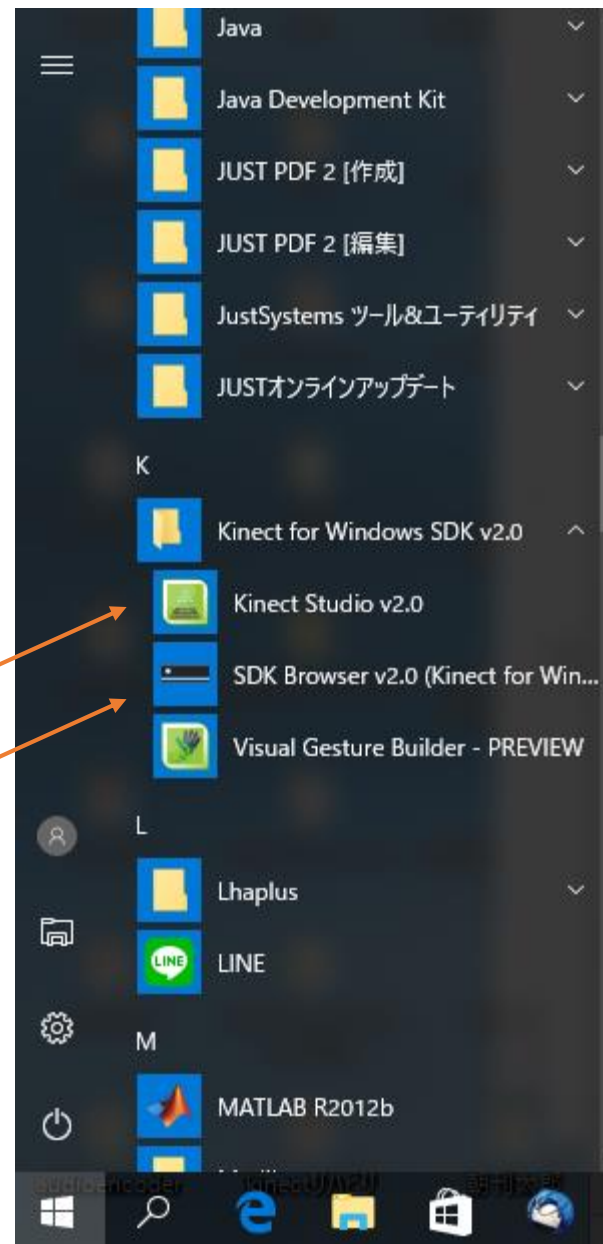 Java
Java Development Kit
JUST PDF 2 [作成]
JUST PDF 2 [編集]
JustSystems ツール&ユーティリティ
JUSTオンラインアップデート
K
Kinect for Windows SDK v2.0
Kinect Studio v2.0
SDK Browser v2.0 (Kinect for Win...
Visual Gesture Builder - PREVIEW
L
Lhaplus
LINE
LINE
M
MATLAB R2012b
audioencoder